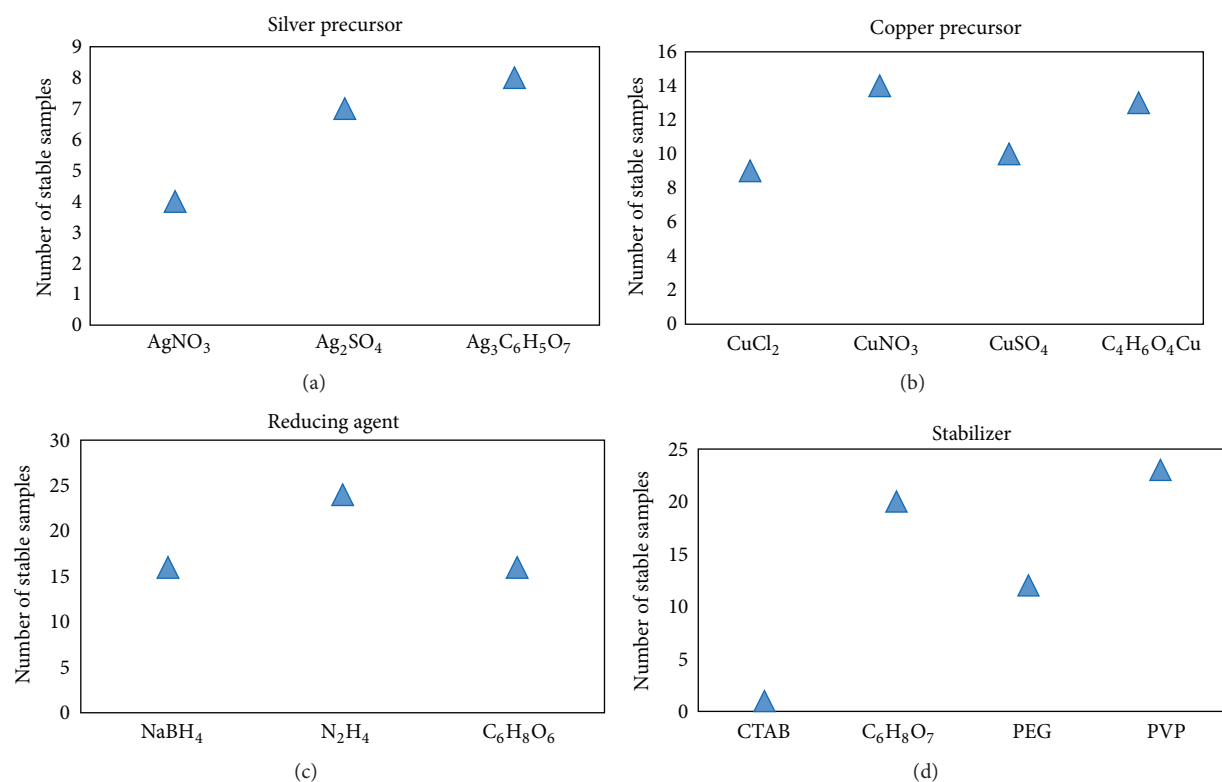 Silver precursor
Number of stable samples
9
8
7
6
5
4
3
2
1
0
AgNO₃ Ag₂SO₄ Ag₃C₆H₅O₇
(a)
Copper precursor
Number of stable samples
16
14
12
10
8
6
4
2
0
CuCl₂ CuNO₃ CuSO₄ C₄H₆O₄Cu
(b)
Reducing agent
Number of stable samples
30
25
20
15
10
5
0
NaBH₄ N₂H₄ C₆H₈O₆
(c)
Stabilizer
Number of stable samples
25
20
15
10
5
0
CTAB C₆H₈O₇ PEG PVP
(d)